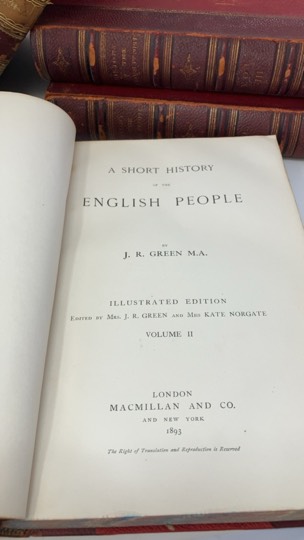 A SHORT HISTORY
OF THE
ENGLISH PEOPLE
BY
J. R. GREEN M.A.
ILLUSTRATED EDITION
EDITED BY MRS. J. R. GREEN AND MISS KATE NORGATE
VOLUME II
LONDON
MACMILLAN AND CO.
AND NEW YORK
1893
The Right of Translation and Reproduction is Reserved